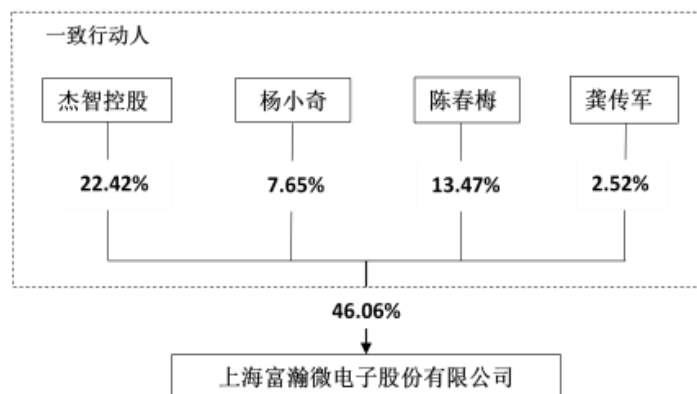 一致行动人
杰智控股 杨小奇 陈春梅 龚传军
22.42% 7.65% 13.47% 2.52%
46.06%
上海富瀚微电子股份有限公司